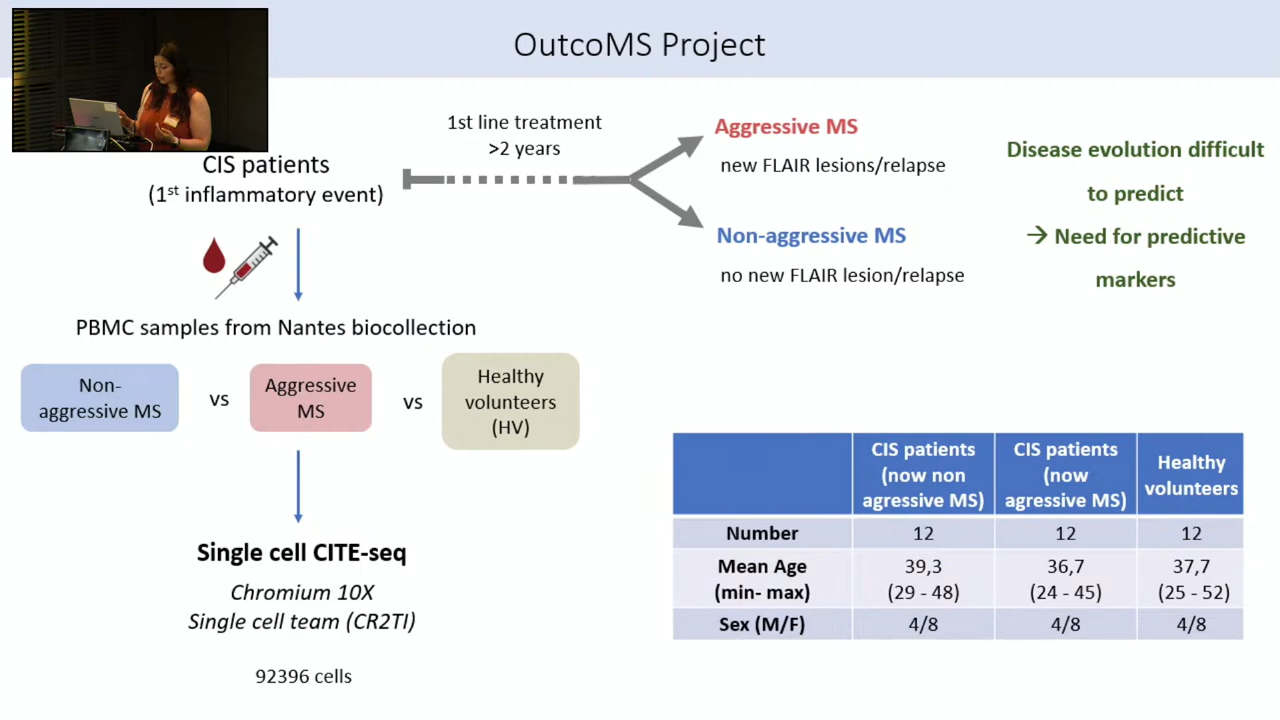 OutcoMS Project
CIS patients
(1st inflammatory event)
1st line treatment
>2 years
Aggressive MS
new FLAIR lesions/relapse
Non-aggressive MS
no new FLAIR lesion/relapse
Disease evolution difficult
to predict
→ Need for predictive
markers
PBMC samples from Nantes biocollection
Non-
aggressive MS
vs
Aggressive
MS
vs
Healthy
volunteers
(HV)
Single cell CITE-seq
Chromium 10X
Single cell team (CR2TI)
92396 cells
CIS patients
(now non
agressive MS)
CIS patients
(now
agressive MS)
Healthy
volunteers
Number 12 12 12
Mean Age 39,3 36,7 37,7
(min- max) (29 - 48) (24 - 45) (25 - 52)
Sex (M/F) 4/8 4/8 4/8